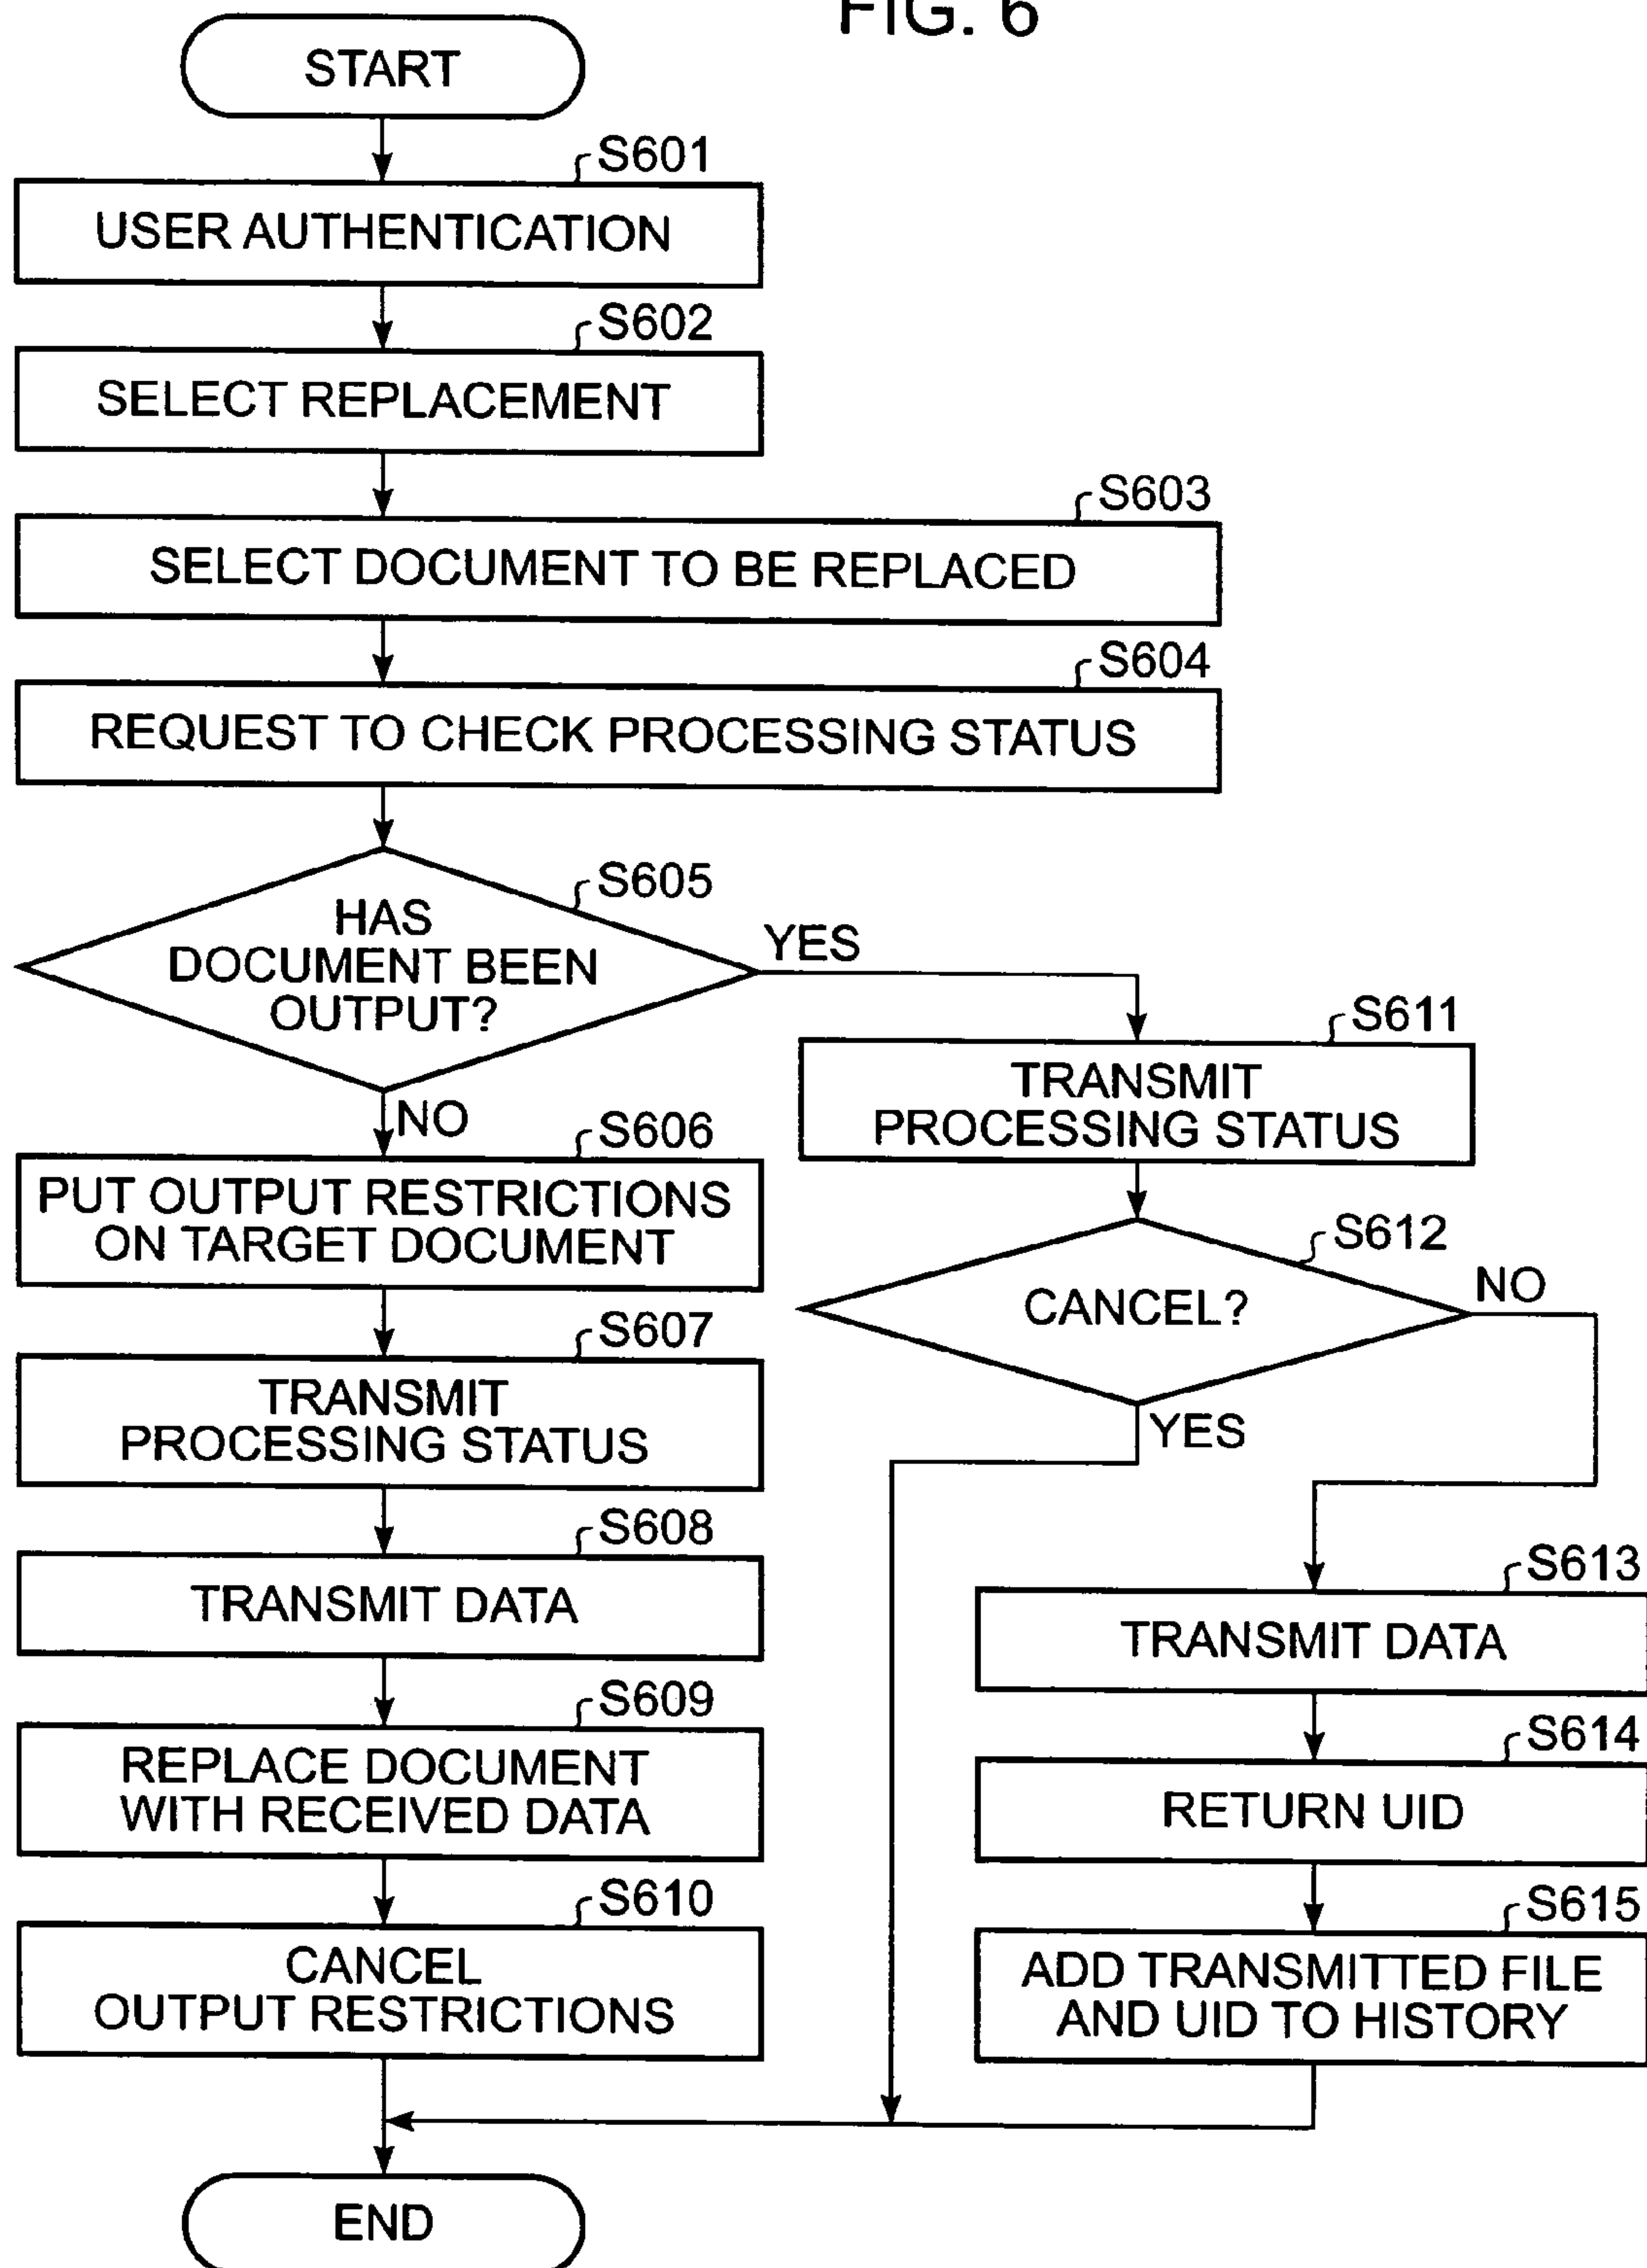 FIG. 6
START
S601
USER AUTHENTICATION
S602
SELECT REPLACEMENT
S603
SELECT DOCUMENT TO BE REPLACED
S604
REQUEST TO CHECK PROCESSING STATUS
S605
HAS
DOCUMENT BEEN
OUTPUT?
YES
NO
S606
PUT OUTPUT RESTRICTIONS
ON TARGET DOCUMENT
S607
TRANSMIT
PROCESSING STATUS
S608
TRANSMIT DATA
S609
REPLACE DOCUMENT
WITH RECEIVED DATA
S610
CANCEL
OUTPUT RESTRICTIONS
S611
TRANSMIT
PROCESSING STATUS
S612
CANCEL?
NO
YES
S613
TRANSMIT DATA
S614
RETURN UID
S615
ADD TRANSMITTED FILE
AND UID TO HISTORY
END